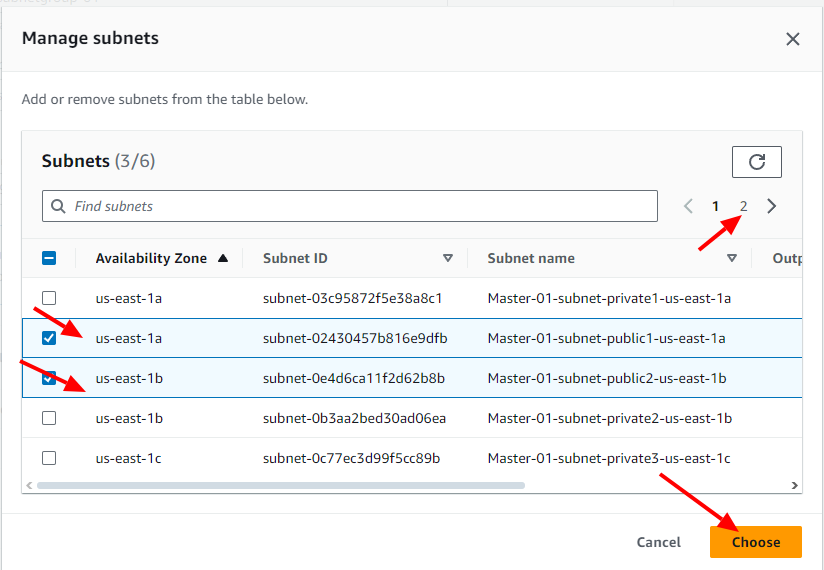 Manage subnets
Add or remove subnets from the table below.
Subnets (3/6)
Find subnets
1 2
Availability Zone Subnet ID Subnet name Outp
us-east-1a subnet-03c95872f5e38a8c1 Master-01-subnet-private1-us-east-1a
us-east-1a subnet-02430457b816e9dfb Master-01-subnet-public1-us-east-1a
us-east-1b subnet-0e4d6ca11f2d62b8b Master-01-subnet-public2-us-east-1b
us-east-1b subnet-0b3aa2bed30ad06ea Master-01-subnet-private2-us-east-1b
us-east-1c subnet-0c77ec3d99f5cc89b Master-01-subnet-private3-us-east-1c
Cancel Choose